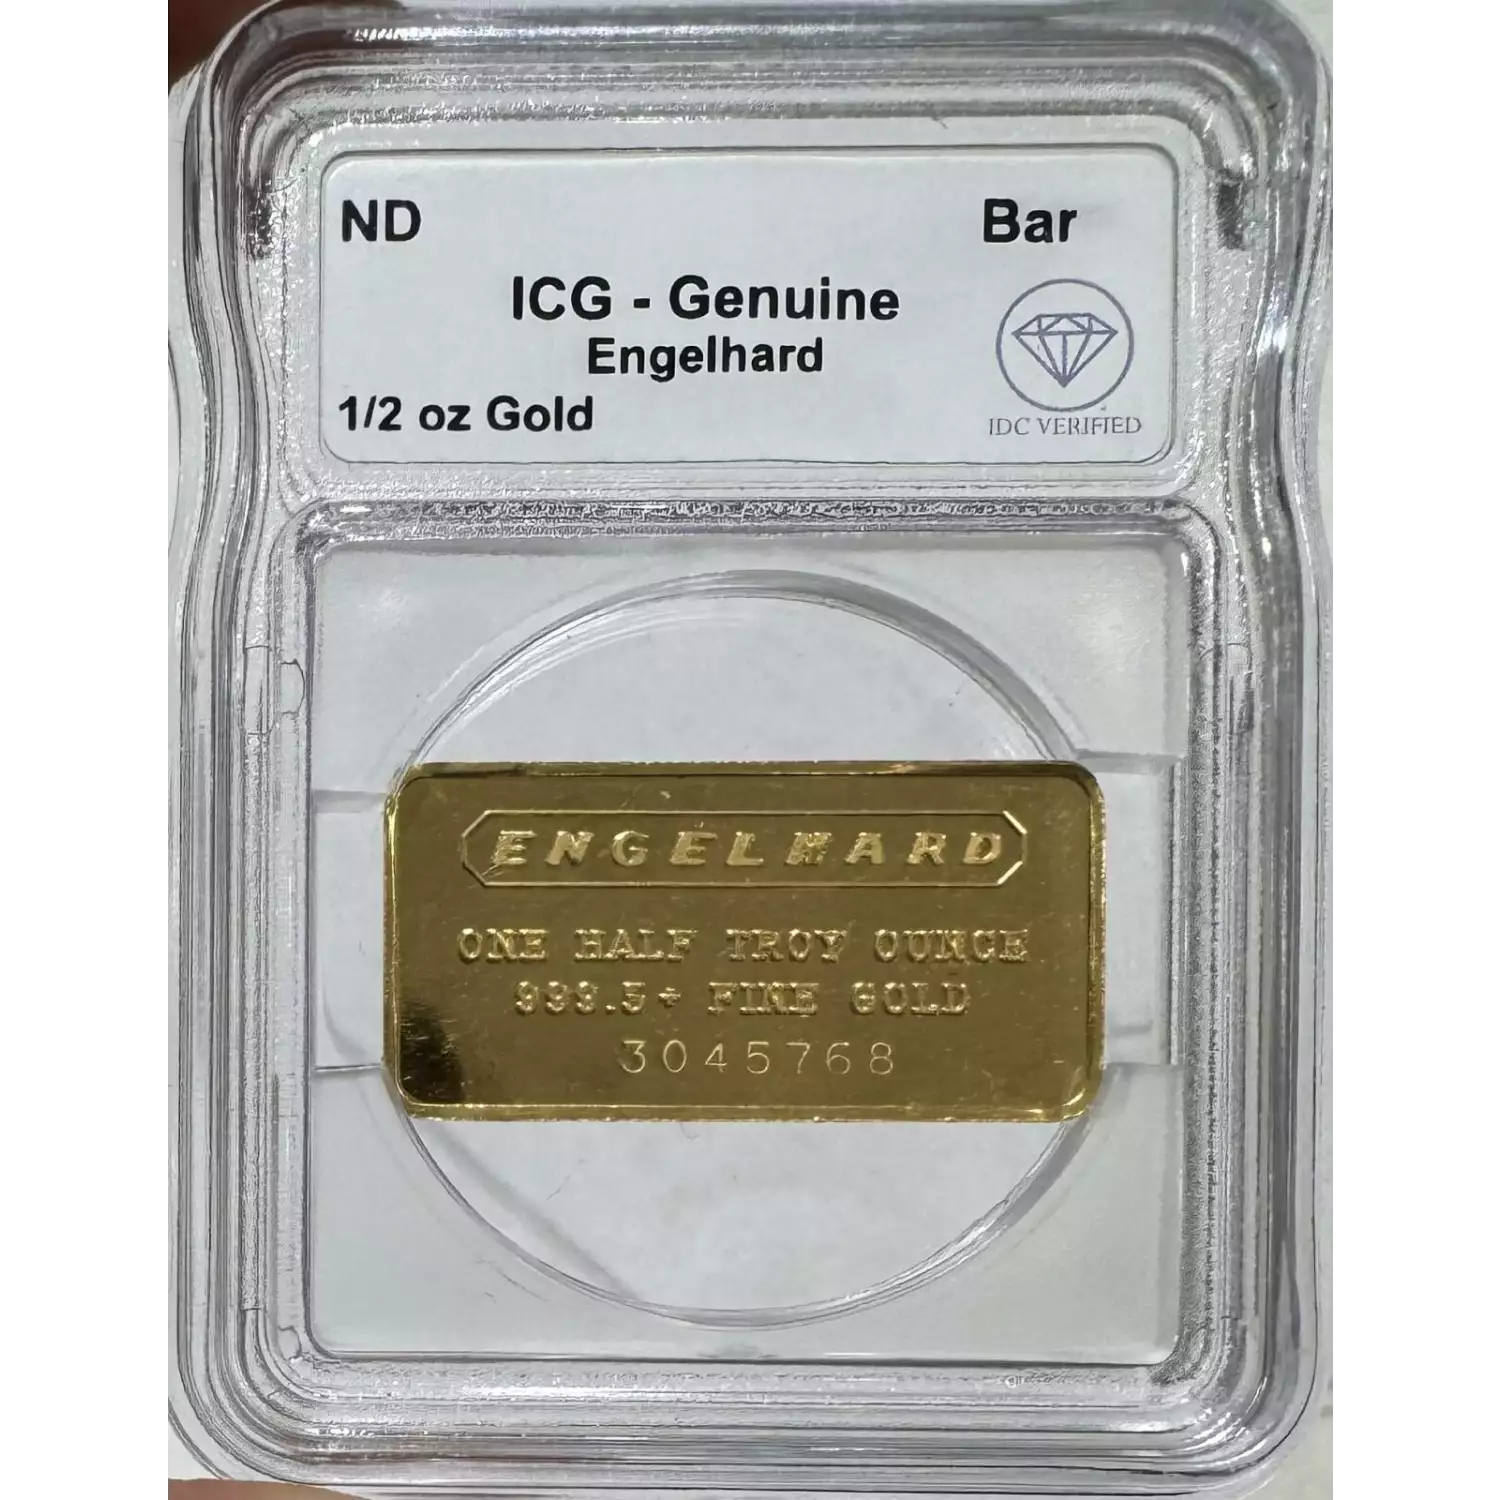 ND Bar
ICG - Genuine
Engelhard
1/2 oz Gold
IDC VERIFIED
ENGELHARD
ONE HALF TROY OUNCE
999.5+ FINE GOLD
3045768